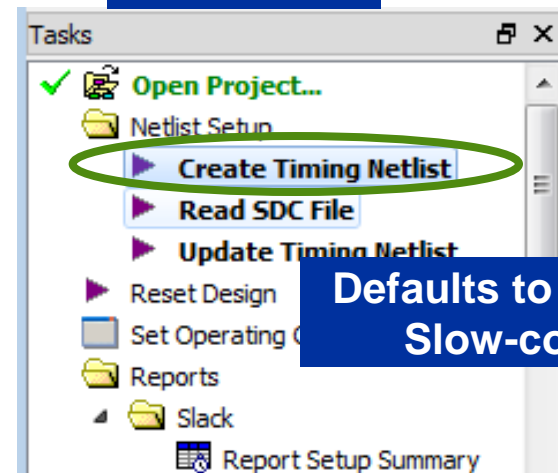 Tasks
Open Project...
Netlist Setup
Create Timing Netlist
Read SDC File
Update Timing Netlist
Reset Design
Defaults to
Set Operating
Slow-co
Reports
Slack
Report Setup Summary